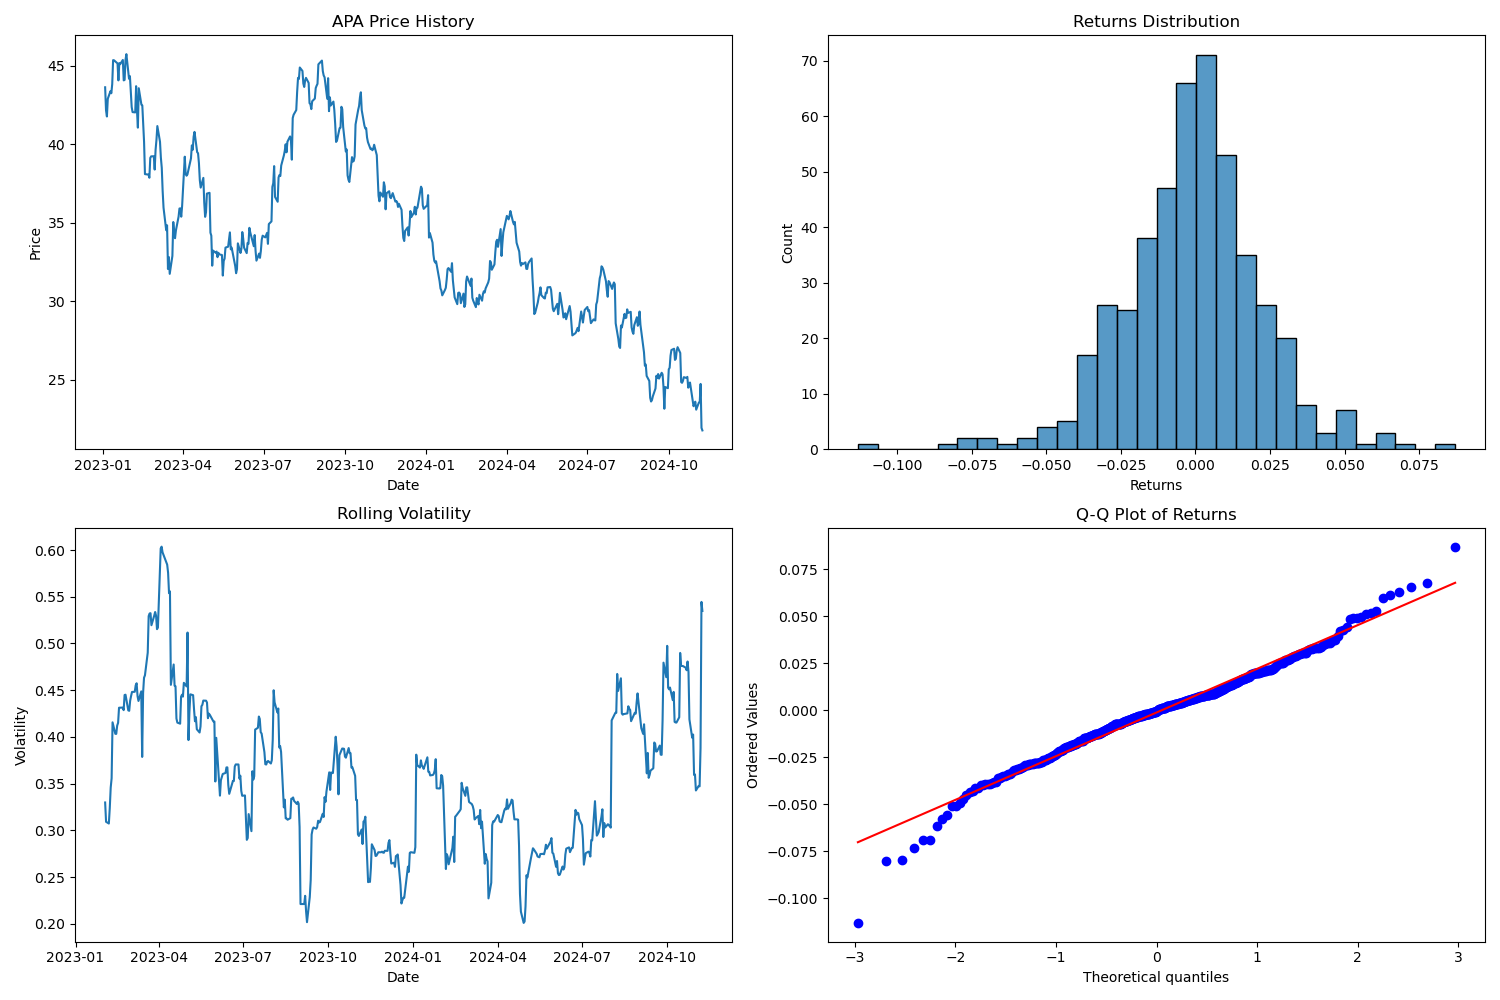 APA Price History
Price
45
40
35
30
25
2023-01 2023-04 2023-07 2023-10 2024-01 2024-04 2024-07 2024-10
Date
Returns Distribution
Count
70
60
50
40
30
20
10
0
−0.100 −0.075 −0.050 −0.025 0.000 0.025 0.050 0.075
Returns
Rolling Volatility
Volatility
0.60
0.55
0.50
0.45
0.40
0.35
0.30
0.25
0.20
2023-01 2023-04 2023-07 2023-10 2024-01 2024-04 2024-07 2024-10
Date
Q-Q Plot of Returns
Ordered Values
0.075
0.050
0.025
0.000
−0.025
−0.050
−0.075
−0.100
−3 −2 −1 0 1 2 3
Theoretical quantiles